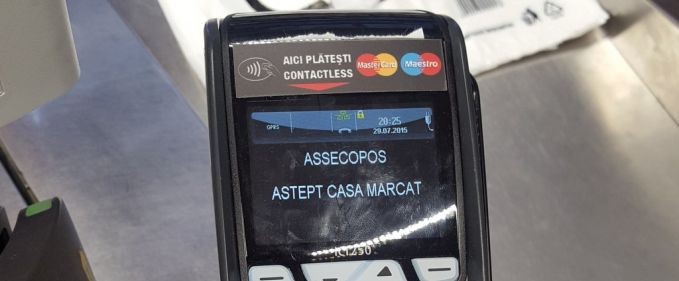 AICI PLĂTEȘTI
CONTACTLESS
MasterCard
Maestro
GPRS
20:25
29.07.2015
ASSECOPOS
ASTEPT CASA MARCAT
iCT250